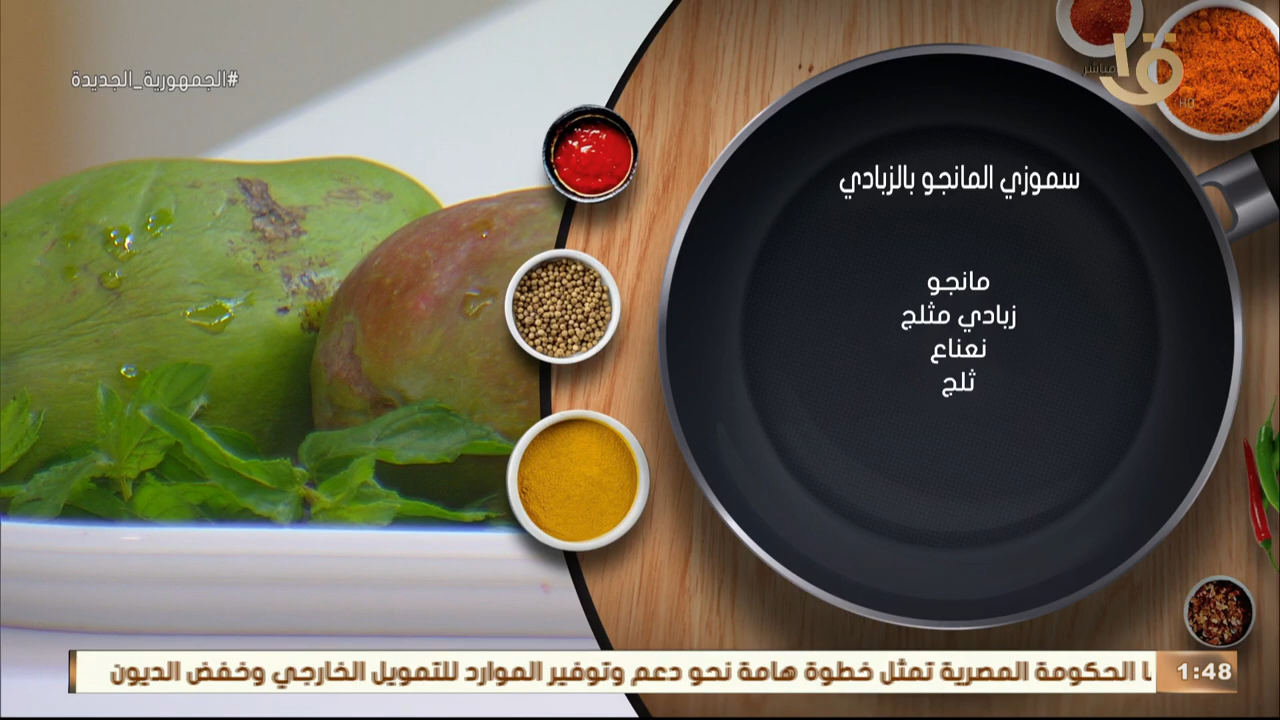 #الجمهورية_الجديدة
مباشر
HD
سموزي المانجو بالزبادي
مانجو
زبادي مثلج
نعناع
ثلج
ا الحكومة المصرية تمثل خطوة هامة نحو دعم وتوفير الموارد للتمويل الخارجي وخفض الديون
1:48